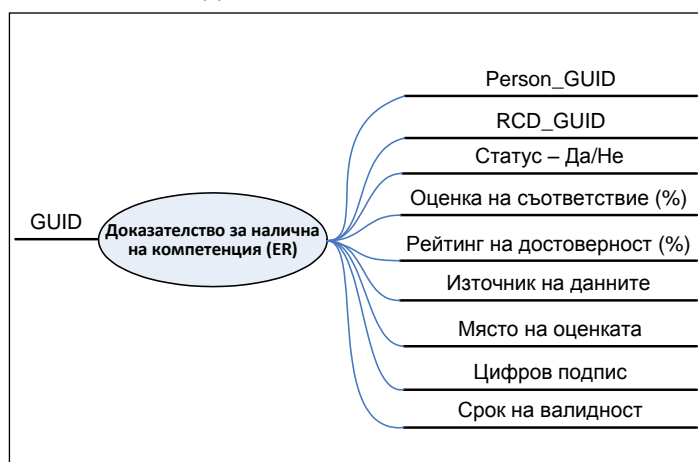 GUID
Доказателство за налична
на компетенция (ER)
Person_GUID
RCD_GUID
Статус – Да/Не
Оценка на съответствие (%)
Рейтинг на достоверност (%)
Източник на данните
Място на оценката
Цифров подпис
Срок на валидност